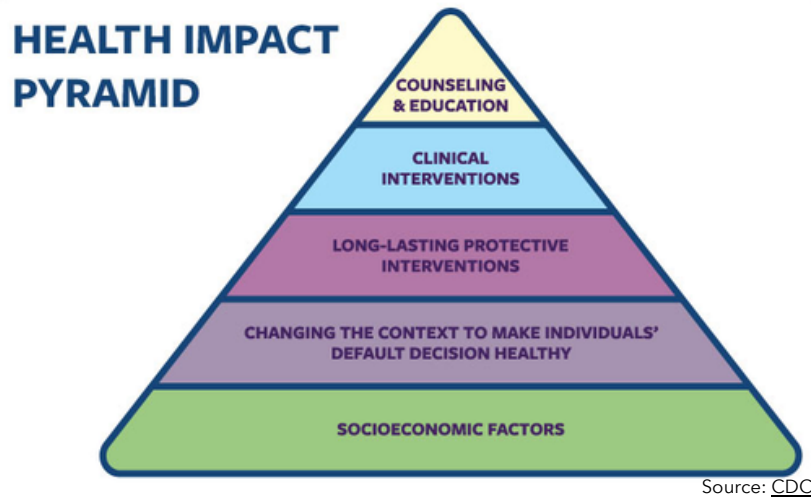 HEALTH IMPACT
PYRAMID
COUNSELING
& EDUCATION
CLINICAL
INTERVENTIONS
LONG-LASTING PROTECTIVE
INTERVENTIONS
CHANGING THE CONTEXT TO MAKE INDIVIDUALS'
DEFAULT DECISION HEALTHY
SOCIOECONOMIC FACTORS
Source: CDC